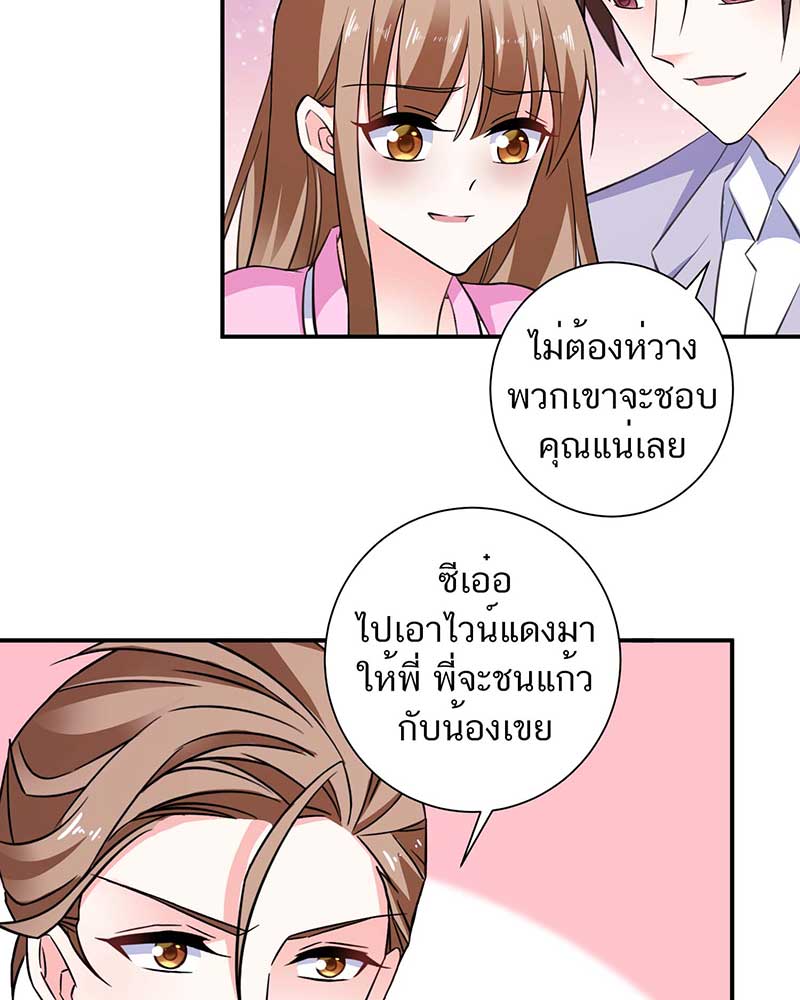 ไม่ต้องห่วาง
พวกเขาจะชอบ
คุณแน่เลย
ซีเอ๋อ
ไปเอาไวน์แดงมา
ให้พี่ พี่จะชนแก้ว
กับน้องเขย